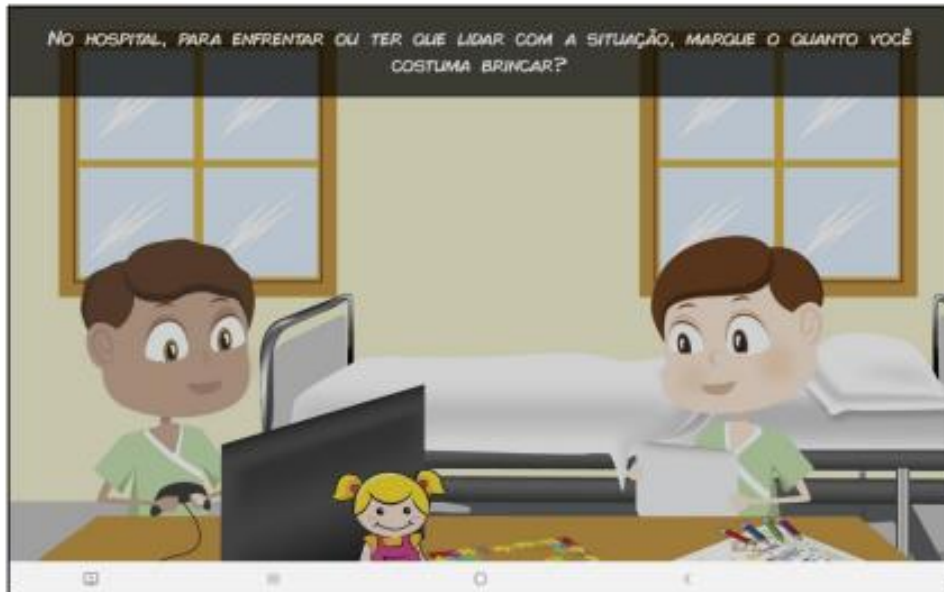 NO HOSPITAL, PARA ENFRENTAR OU TER QUE LIDAR COM A SITUAÇÃO, MARQUE O QUANTO VOCÊ
COSTUMA BRINCAR?